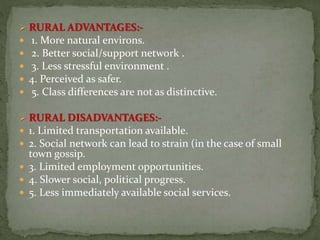 RURAL ADVANTAGES:-
1. More natural environs.
2. Better social/support network .
3. Less stressful environment .
4. Perceived as safer.
5. Class differences are not as distinctive.
RURAL DISADVANTAGES:-
1. Limited transportation available.
2. Social network can lead to strain (in the case of small
town gossip.
3. Limited employment opportunities.
4. Slower social, political progress.
5. Less immediately available social services.